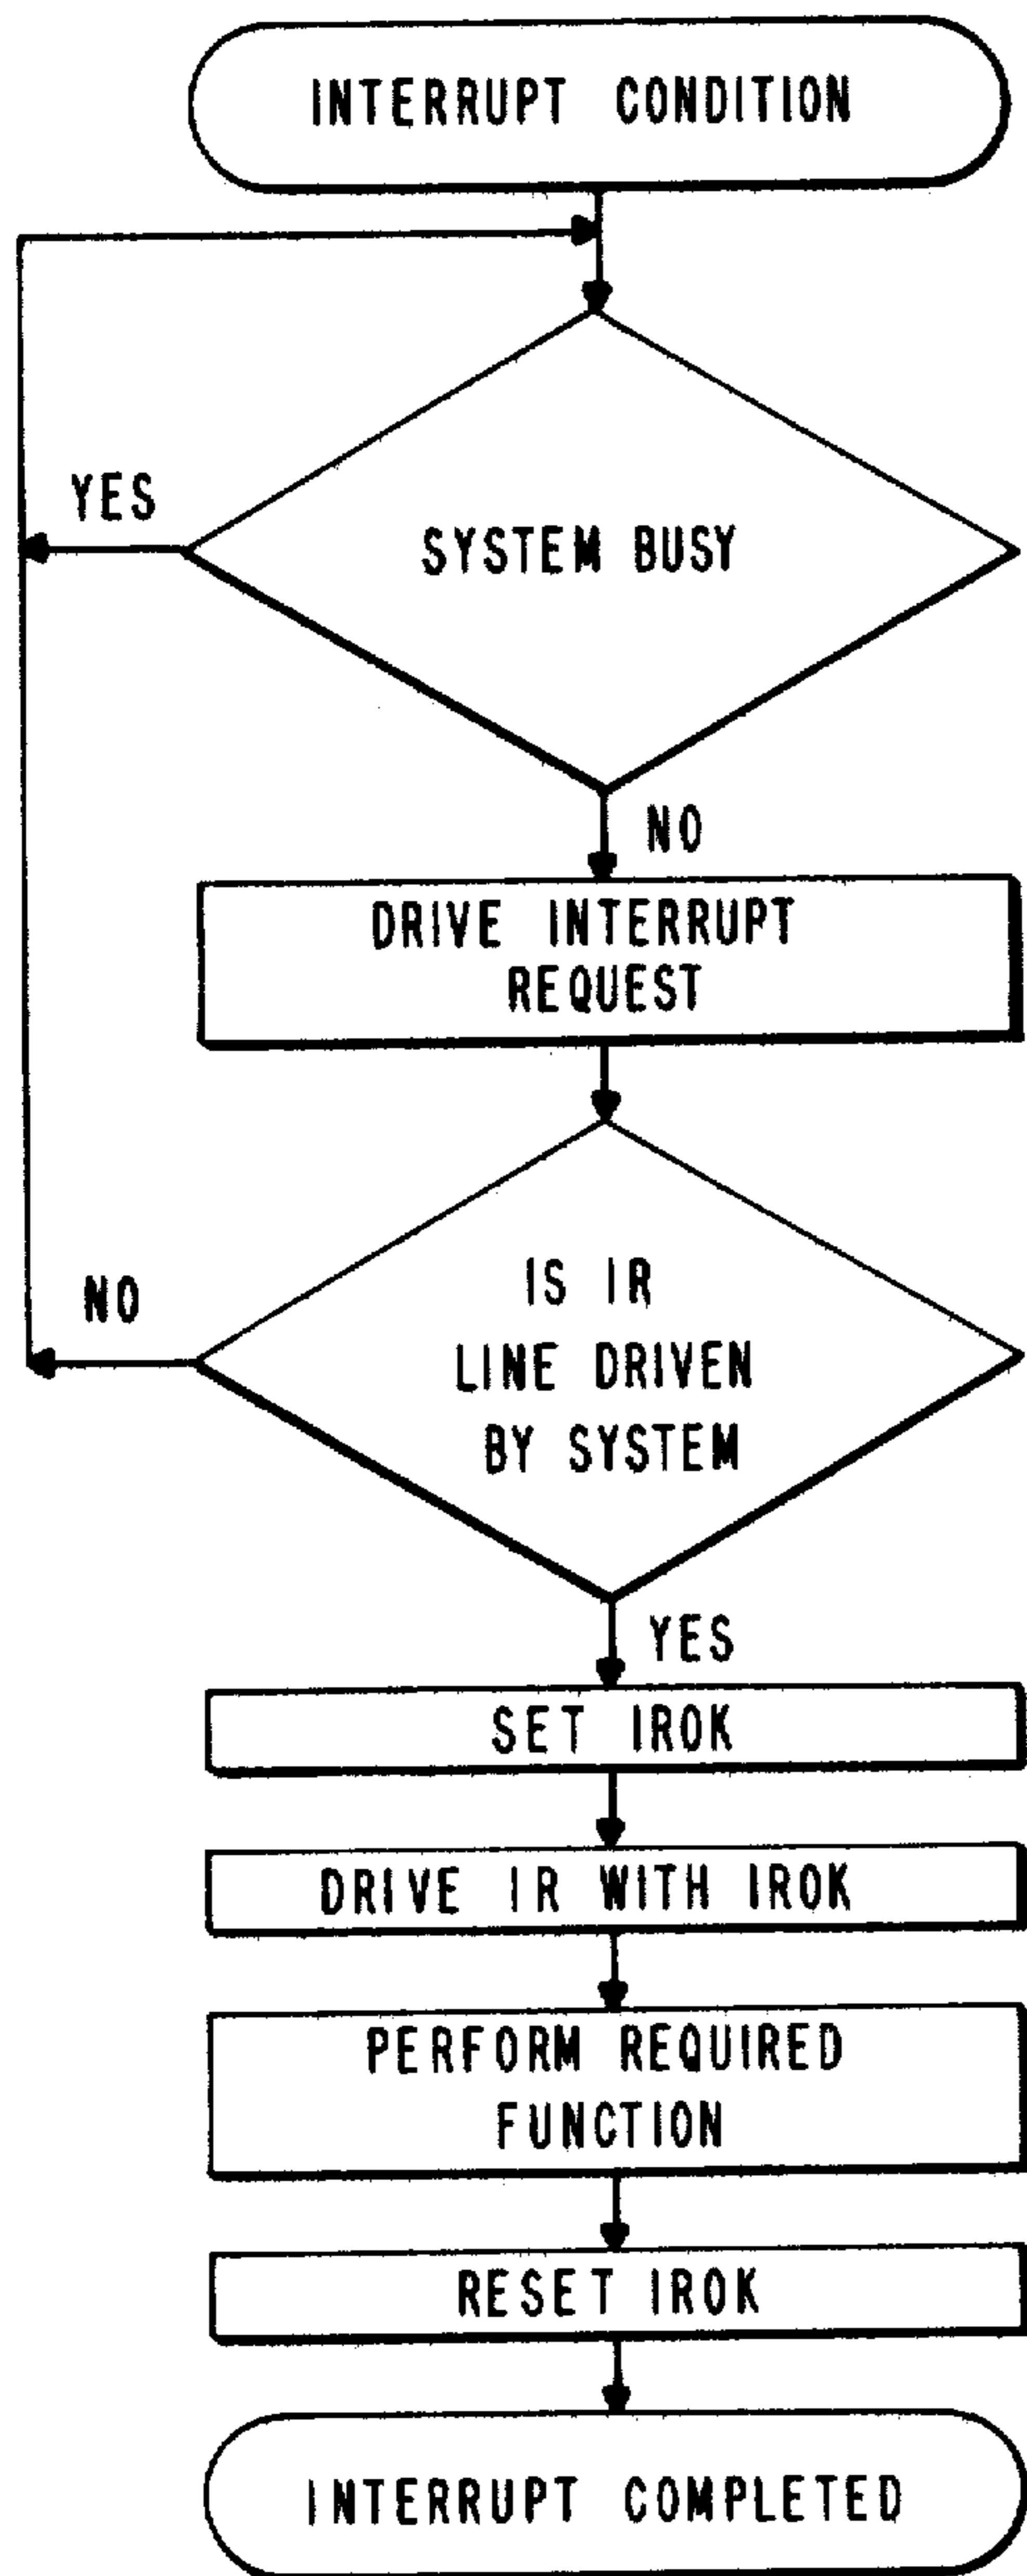 INTERRUPT CONDITION
YES
SYSTEM BUSY
NO
DRIVE INTERRUPT
REQUEST
IS IR
NO
LINE DRIVEN
BY SYSTEM
YES
SET IROK
DRIVE IR WITH IROK
PERFORM REQUIRED
FUNCTION
RESET IROK
INTERRUPT COMPLETED